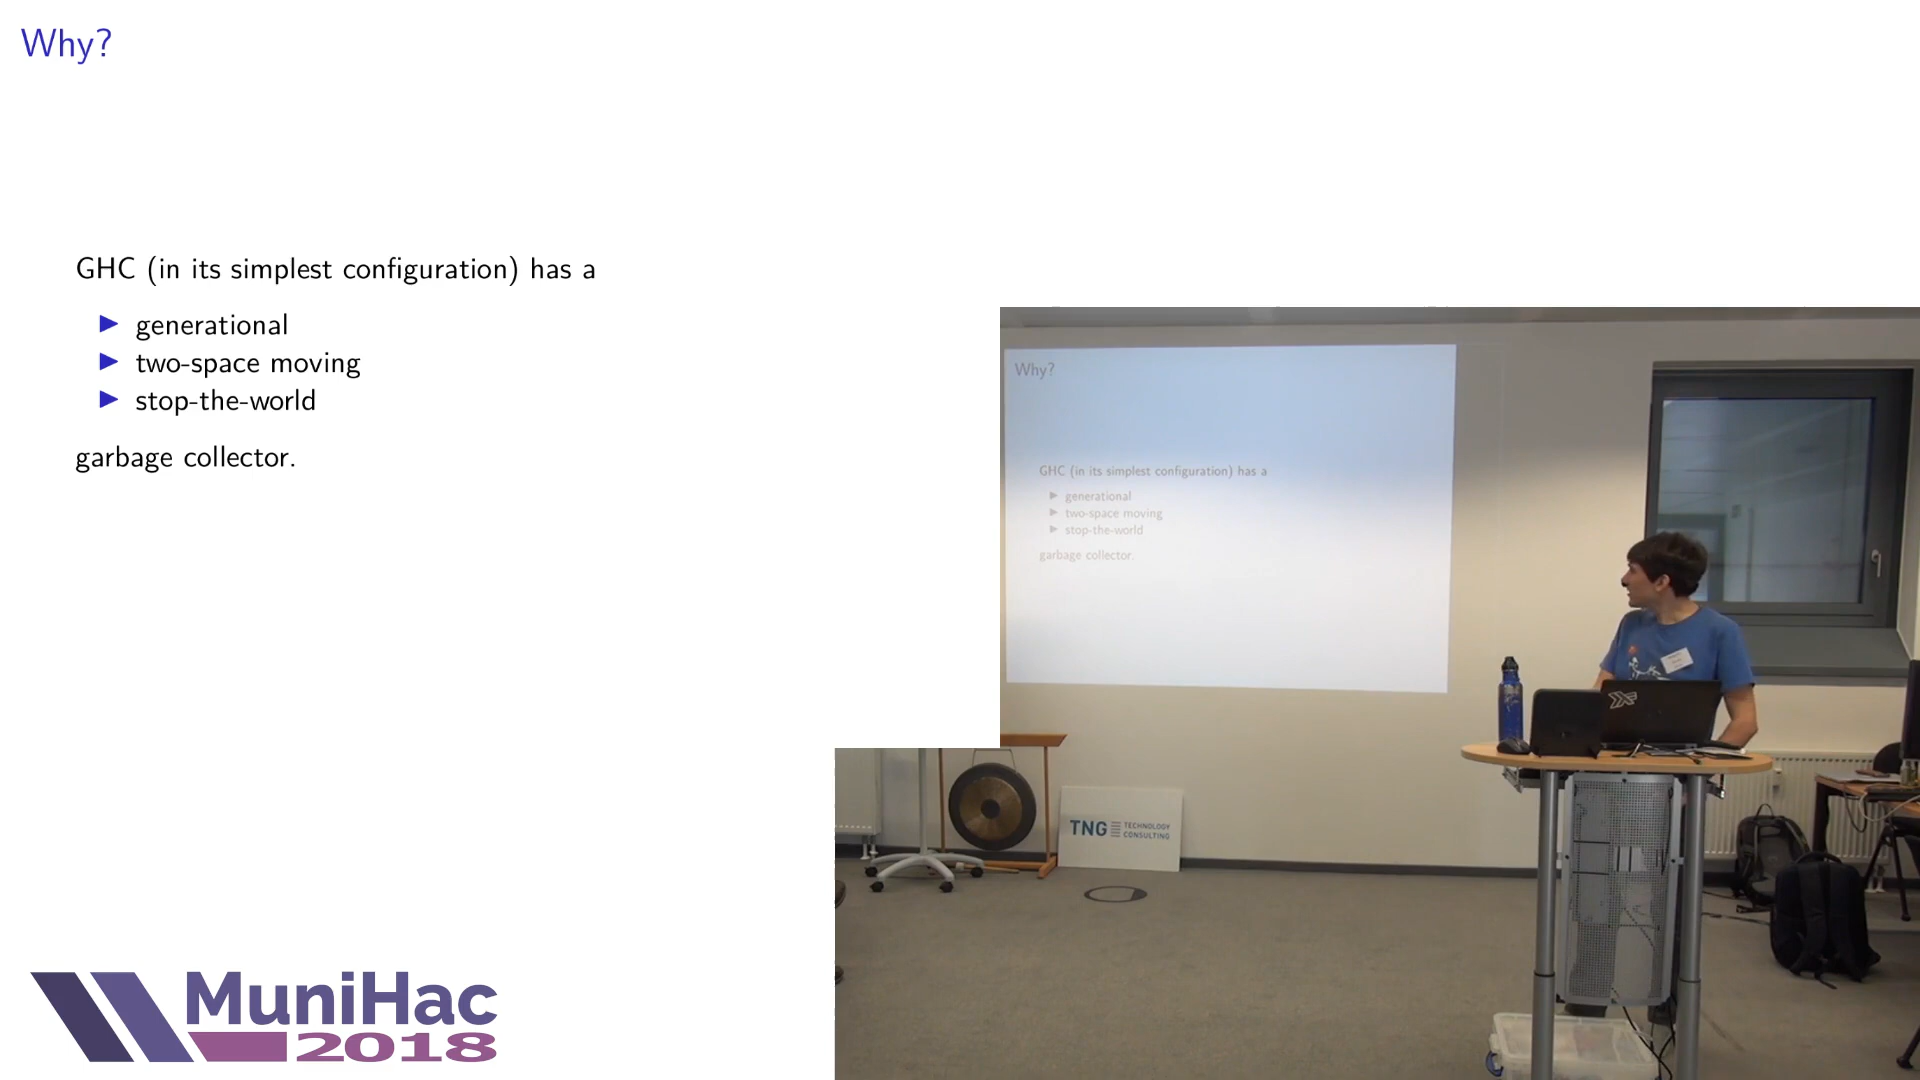 Why?
GHC (in its simplest configuration) has a
▶ generational
▶ two-space moving
▶ stop-the-world
garbage collector.
Why?
GHC (in its simplest configuration) has a
▶ generational
▶ two-space moving
▶ stop-the-world
garbage collector.
TNG TECHNOLOGY
CONSULTING
MuniHac
2018